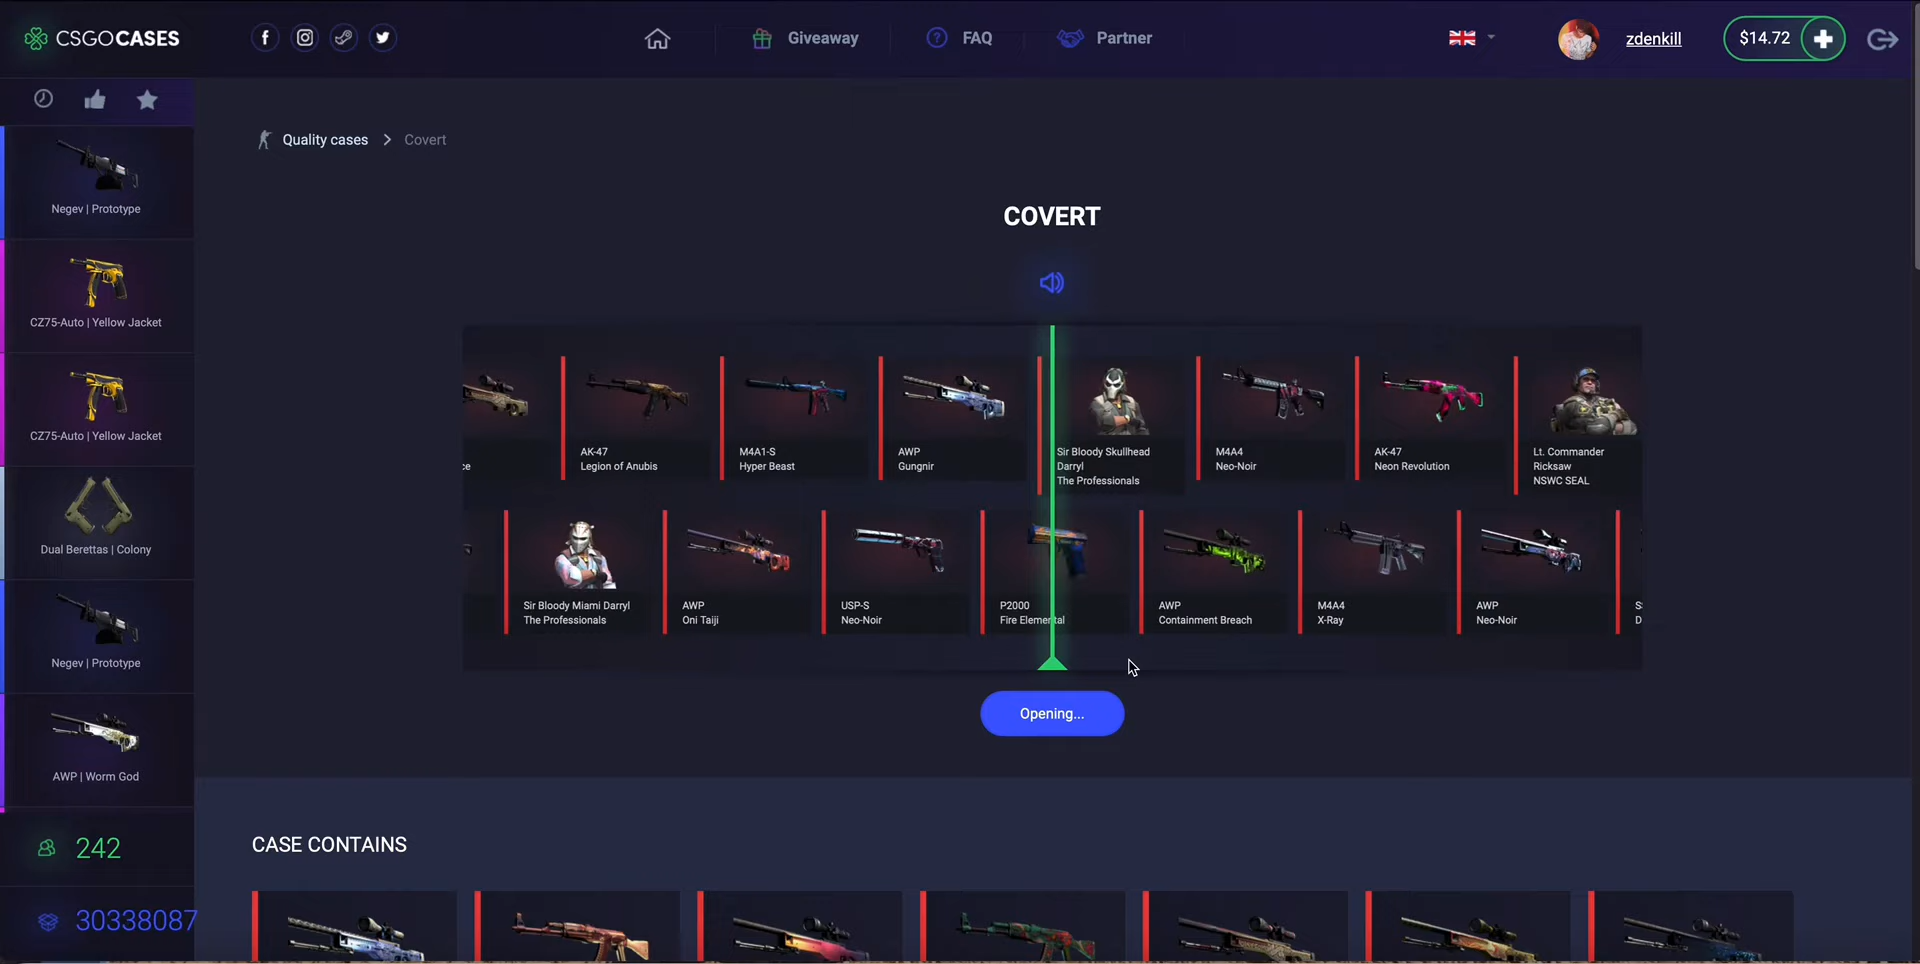 CSGOCASES
Giveaway
FAQ
Partner
zdenkill
$14.72
Quality cases > Covert
COVERT
Negev | Prototype
CZ75-Auto | Yellow Jacket
CZ75-Auto | Yellow Jacket
Dual Berettas | Colony
Negev | Prototype
AWP | Worm God
242
30338087
ce
AK-47
Legion of Anubis
M4A1-S
Hyper Beast
AWP
Gungnir
Sir Bloody Skullhead
Darryl
The Professionals
M4A4
Neo-Noir
AK-47
Neon Revolution
Lt. Commander
Ricksaw
NSWC SEAL
Sir Bloody Miami Darryl
The Professionals
AWP
Oni Taiji
USP-S
Neo-Noir
P2000
Fire Elemental
AWP
Containment Breach
M4A4
X-Ray
AWP
Neo-Noir
Opening...
CASE CONTAINS